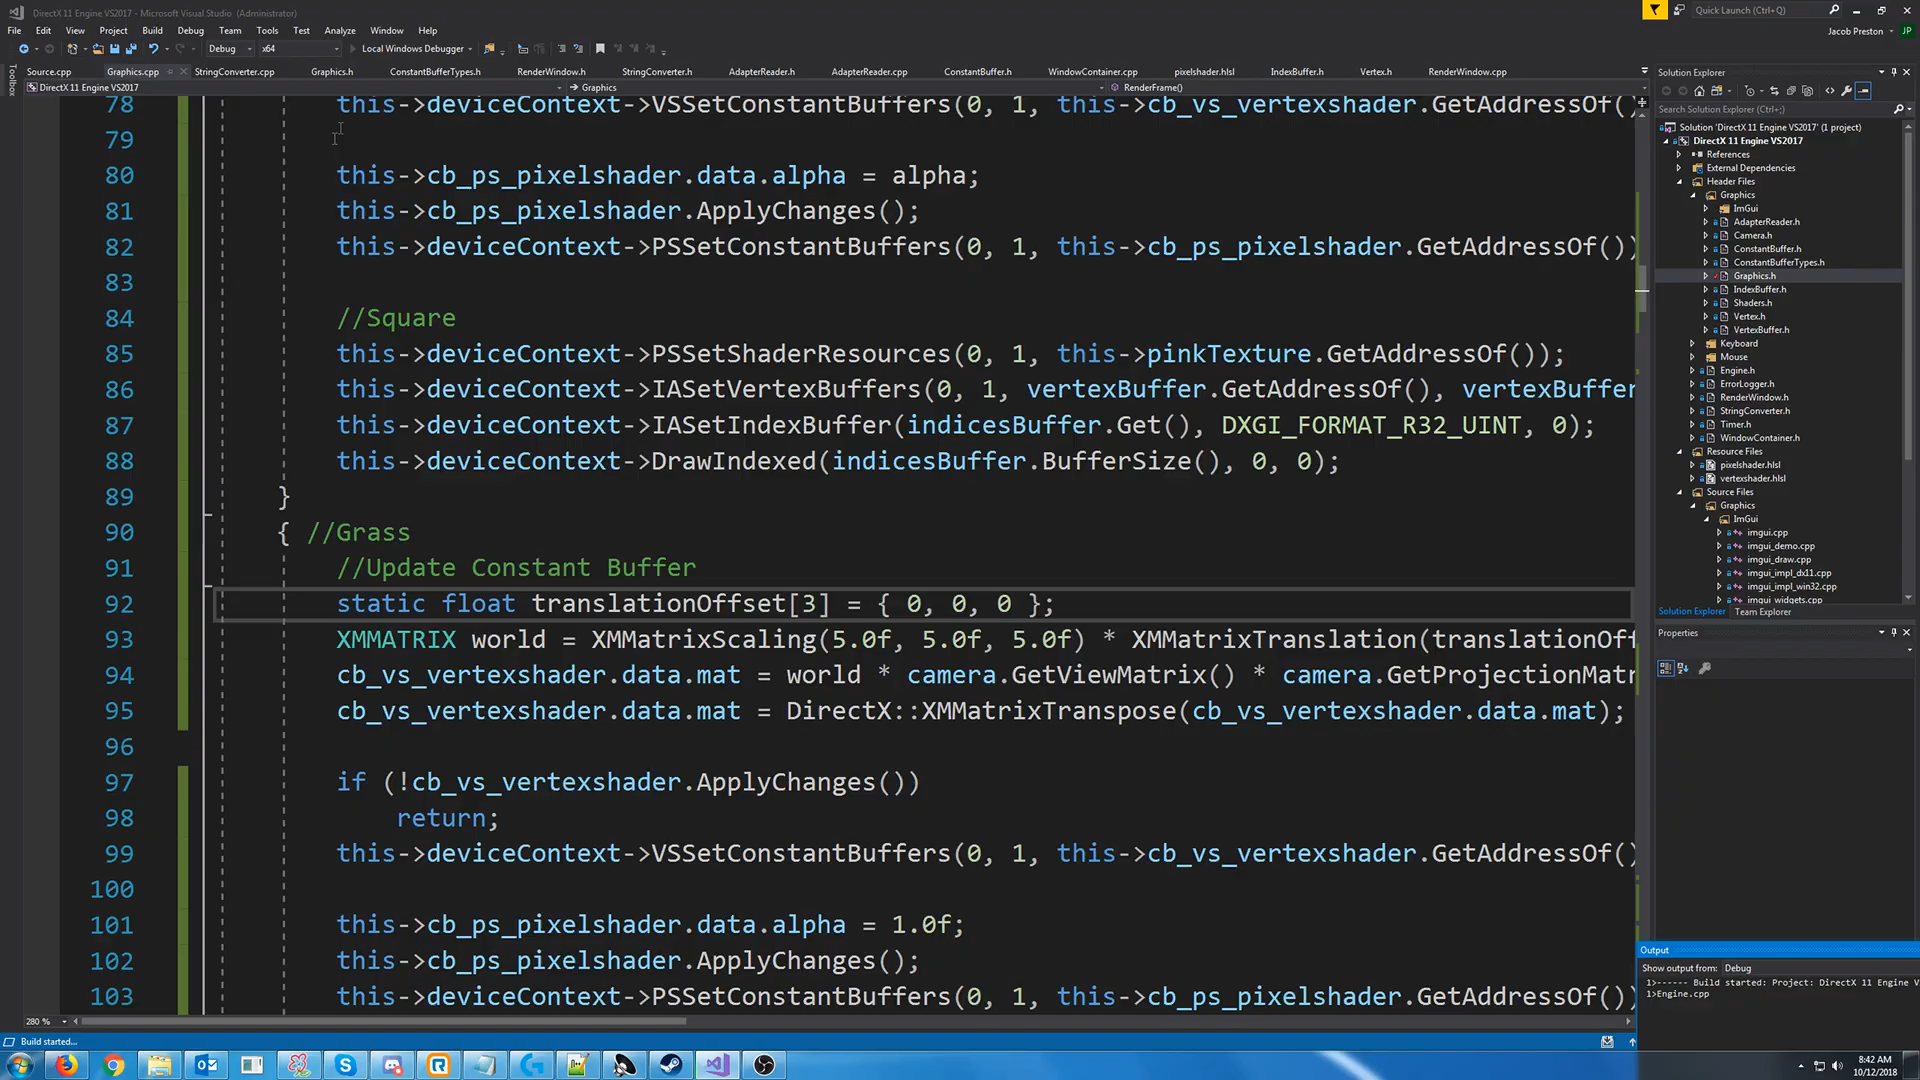 DirectX 11 Engine VS2017 - Microsoft Visual Studio (Administrator)
Quick Launch (Ctrl+Q)
File Edit View Project Build Debug Team Tools Test Analyze Window Help
Jacob Preston JP
Debug x64 Local Windows Debugger
Toolbox
Source.cpp Graphics.cpp StringConverter.cpp Graphics.h ConstantBufferTypes.h RenderWindow.h StringConverter.h AdapterReader.h AdapterReader.cpp ConstantBuffer.h WindowContainer.cpp pixelshader.hlsl IndexBuffer.h Vertex.h RenderWindow.cpp
DirectX 11 Engine VS2017 Graphics RenderFrame()
78 this->deviceContext->VSSetConstantBuffers(0, 1, this->cb_vs_vertexshader.GetAddressOf()
79
80 this->cb_ps_pixelshader.data.alpha = alpha;
81 this->cb_ps_pixelshader.ApplyChanges();
82 this->deviceContext->PSSetConstantBuffers(0, 1, this->cb_ps_pixelshader.GetAddressOf())
83
84 //Square
85 this->deviceContext->PSSetShaderResources(0, 1, this->pinkTexture.GetAddressOf());
86 this->deviceContext->IASetVertexBuffers(0, 1, vertexBuffer.GetAddressOf(), vertexBuffer
87 this->deviceContext->IASetIndexBuffer(indicesBuffer.Get(), DXGI_FORMAT_R32_UINT, 0);
88 this->deviceContext->DrawIndexed(indicesBuffer.BufferSize(), 0, 0);
89 }
90 { //Grass
91 //Update Constant Buffer
92 static float translationOffset[3] = { 0, 0, 0 };
93 XMMATRIX world = XMMatrixScaling(5.0f, 5.0f, 5.0f) * XMMatrixTranslation(translationOff
94 cb_vs_vertexshader.data.mat = world * camera.GetViewMatrix() * camera.GetProjectionMatr
95 cb_vs_vertexshader.data.mat = DirectX::XMMatrixTranspose(cb_vs_vertexshader.data.mat);
96
97 if (!cb_vs_vertexshader.ApplyChanges())
98 return;
99 this->deviceContext->VSSetConstantBuffers(0, 1, this->cb_vs_vertexshader.GetAddressOf()
100
101 this->cb_ps_pixelshader.data.alpha = 1.0f;
102 this->cb_ps_pixelshader.ApplyChanges();
103 this->deviceContext->PSSetConstantBuffers(0, 1, this->cb_ps_pixelshader.GetAddressOf())
280 %
Solution Explorer
Search Solution Explorer (Ctrl+;)
Solution 'DirectX 11 Engine VS2017' (1 project)
DirectX 11 Engine VS2017
References
External Dependencies
Header Files
Graphics
ImGui
AdapterReader.h
Camera.h
ConstantBuffer.h
ConstantBufferTypes.h
Graphics.h
IndexBuffer.h
Shaders.h
Vertex.h
VertexBuffer.h
Keyboard
Mouse
Engine.h
ErrorLogger.h
RenderWindow.h
StringConverter.h
Timer.h
WindowContainer.h
Resource Files
pixelshader.hlsl
vertexshader.hlsl
Source Files
Graphics
ImGui
imgui.cpp
imgui_demo.cpp
imgui_draw.cpp
imgui_impl_dx11.cpp
imgui_impl_win32.cpp
imgui_widgets.cpp
Solution Explorer Team Explorer
Properties
Output
Show output from: Debug
1>------ Build started: Project: DirectX 11 Engine V
1>Engine.cpp
Build started...
8:42 AM
10/12/2018